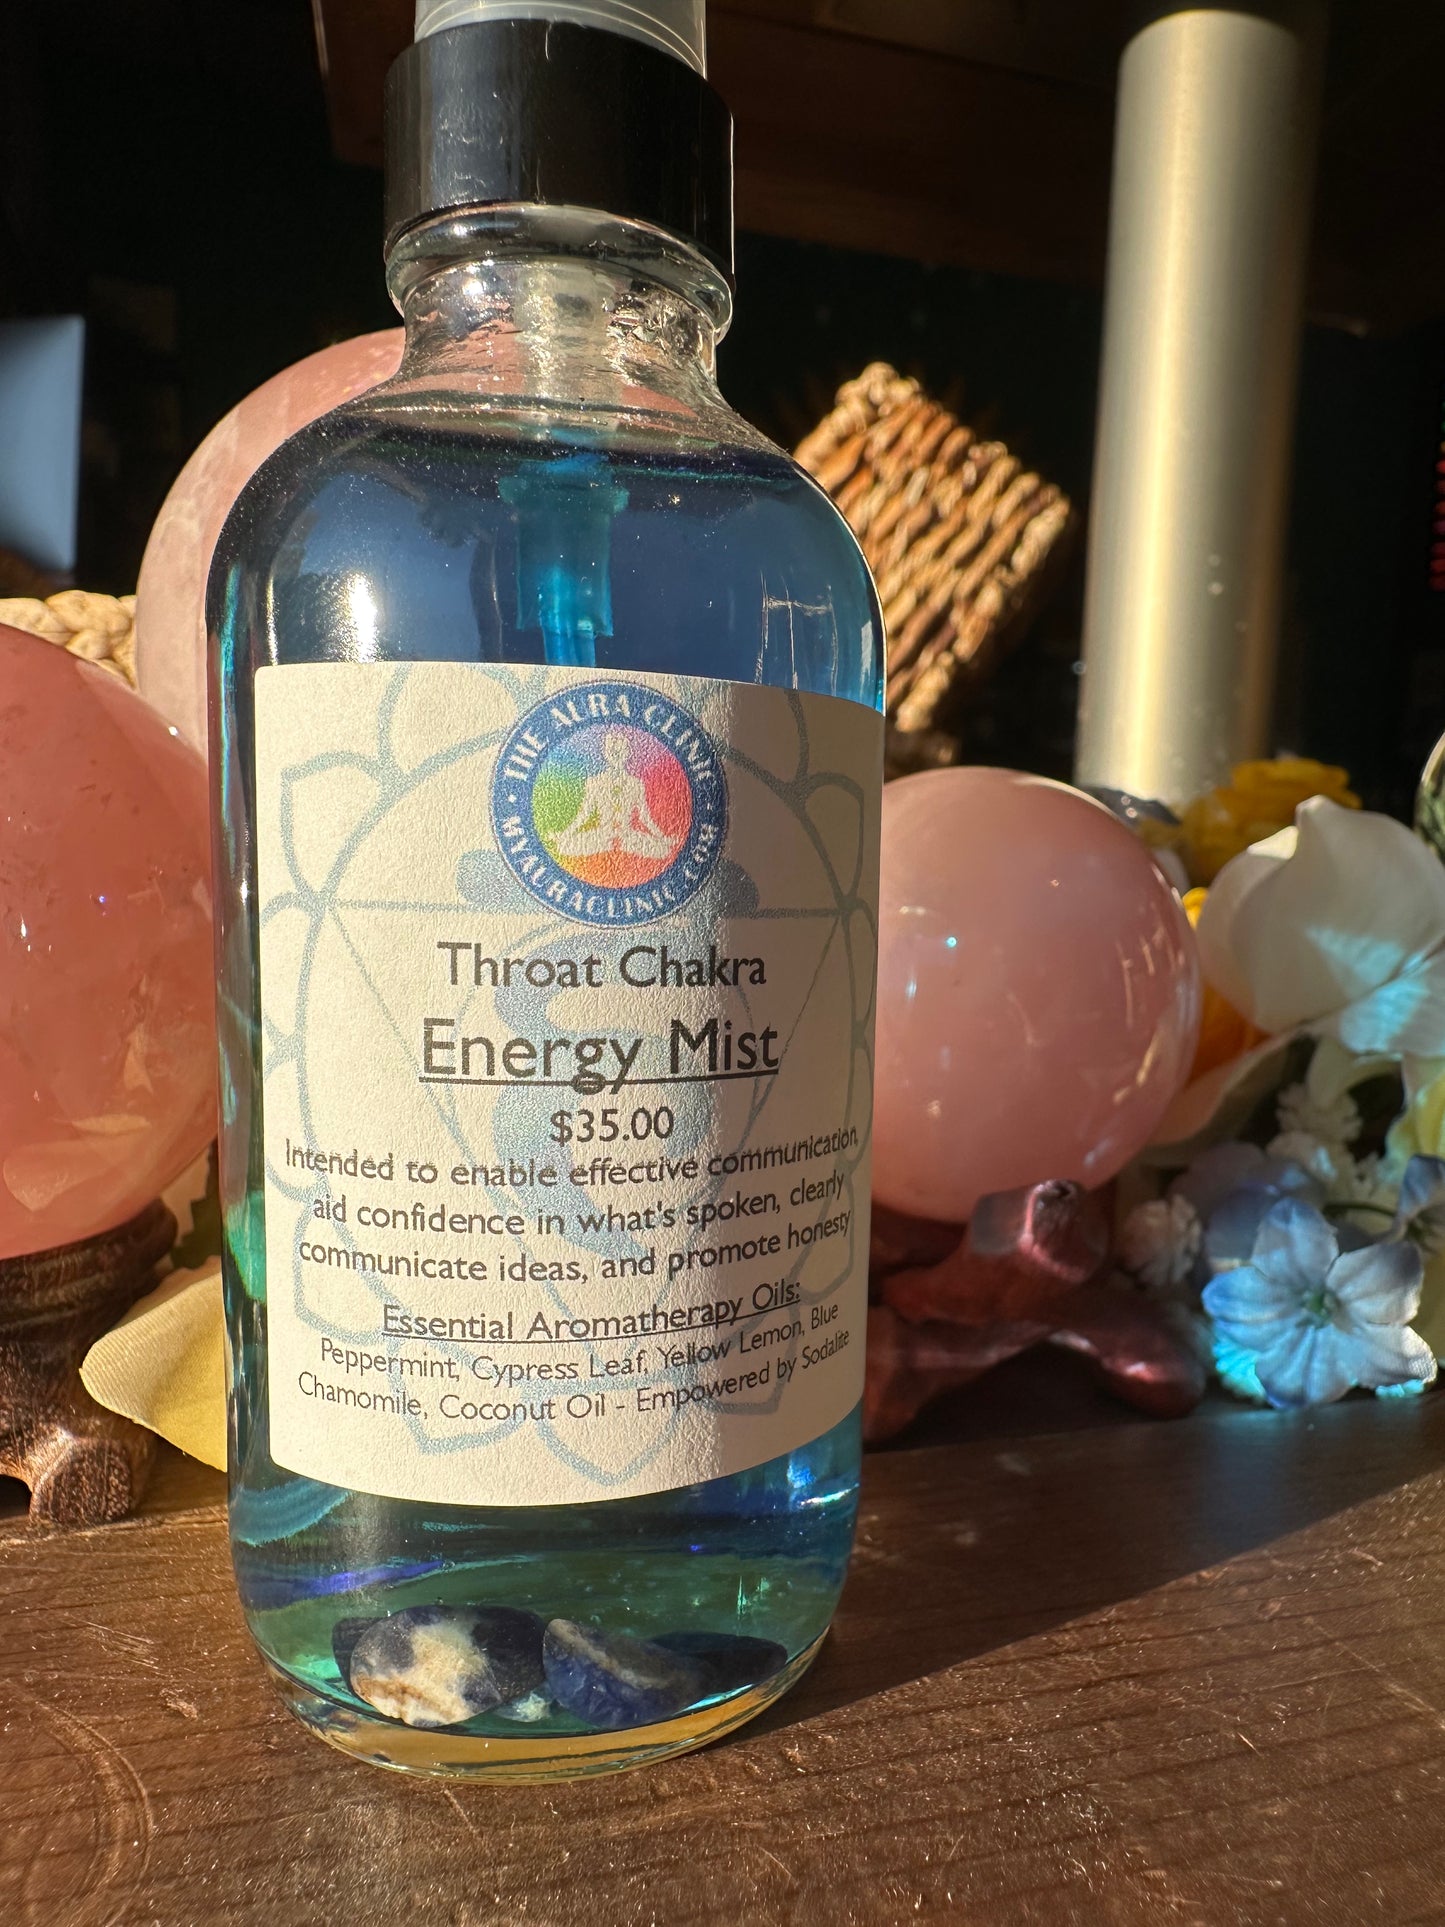 THE AURA CLINIC
MYAURACLINIC.COM
Throat Chakra
Energy Mist
$35.00
Intended to enable effective communication,
aid confidence in what's spoken, clearly
communicate ideas, and promote honesty
Essential Aromatherapy Oils:
Peppermint, Cypress Leaf, Yellow Lemon, Blue
Chamomile, Coconut Oil - Empowered by Sodalite